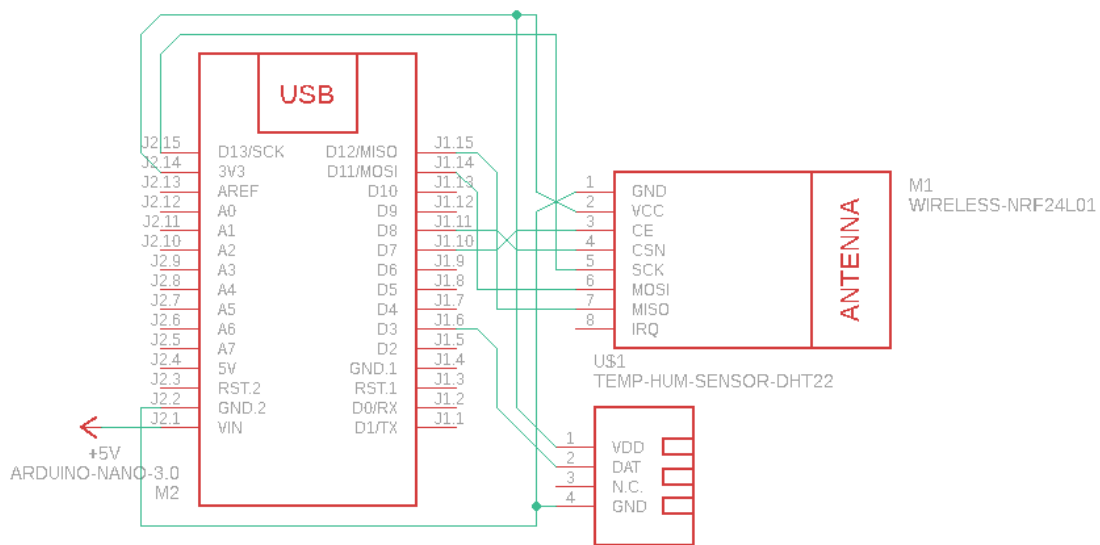 USB
J2.15 D13/SCK D12/MISO J1.15
J2.14 3V3 D11/MOSI J1.14
J2.13 AREF D10 J1.13
J2.12 A0 D9 J1.12
J2.11 A1 D8 J1.11
J2.10 A2 D7 J1.10
J2.9 A3 D6 J1.9
J2.8 A4 D5 J1.8
J2.7 A5 D4 J1.7
J2.6 A6 D3 J1.6
J2.5 A7 D2 J1.5
J2.4 5V GND.1 J1.4
J2.3 RST.2 RST.1 J1.3
J2.2 GND.2 D0/RX J1.2
J2.1 VIN D1/TX J1.1
+5V
ARDUINO-NANO-3.0
M2
M1
WIRELESS-NRF24L01
1 GND
2 VCC
3 CE
4 CSN
5 SCK
6 MOSI
7 MISO
8 IRQ
ANTENNA
U$1
TEMP-HUM-SENSOR-DHT22
1 VDD
2 DAT
3 N.C.
4 GND